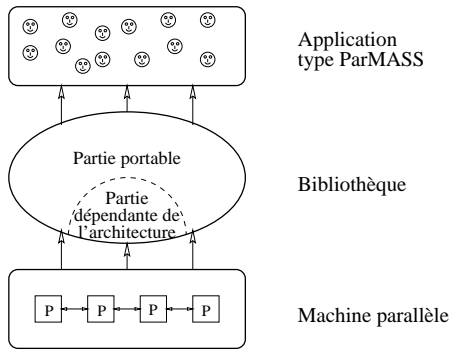 Application
type ParMASS
Partie portable
Partie
dépendante de
l'architecture
Bibliothèque
P P P P
Machine parallèle